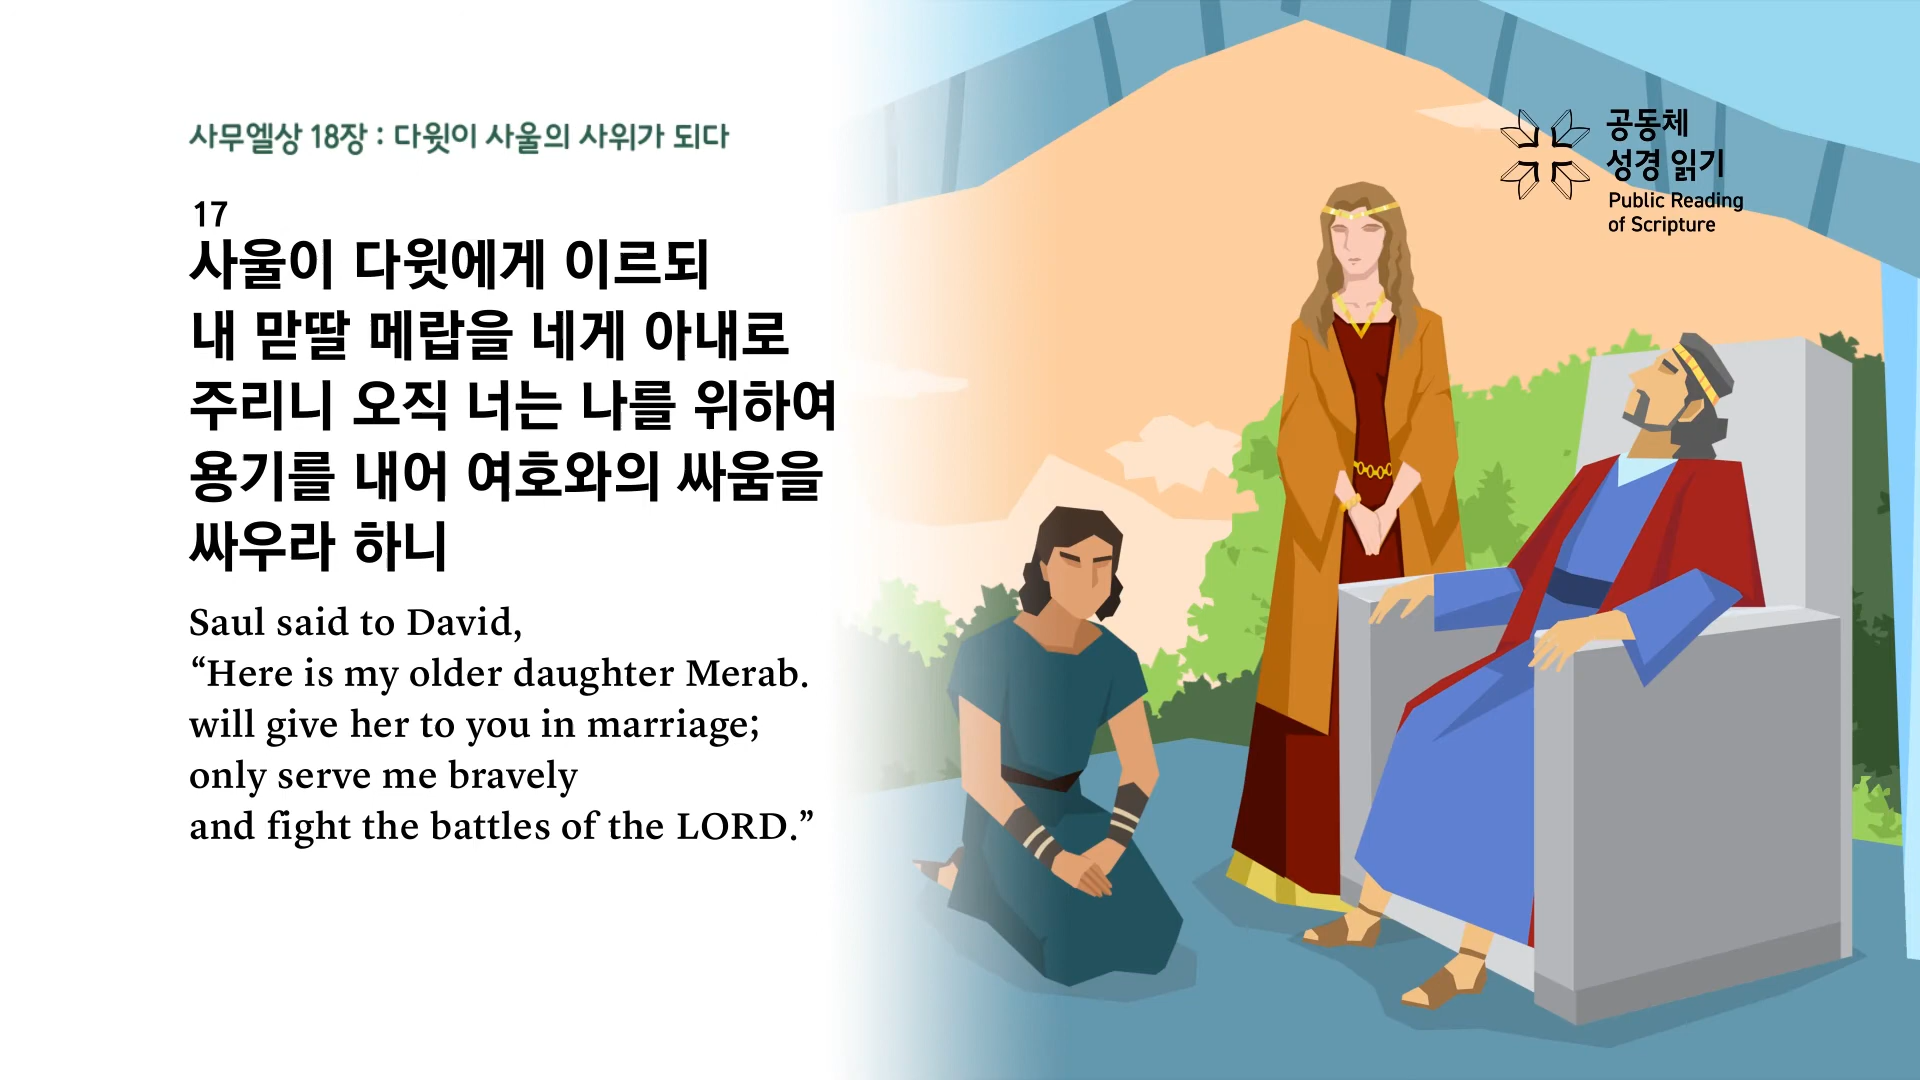 사무엘상 18장 : 다윗이 사울의 사위가 되다
17
사울이 다윗에게 이르되
내 맏딸 메랍을 네게 아내로
주리니 오직 너는 나를 위하여
용기를 내어 여호와의 싸움을
싸우라 하니
Saul said to David,
“Here is my older daughter Merab.
will give her to you in marriage;
only serve me bravely
and fight the battles of the LORD.”
공동체
성경 읽기
Public Reading
of Scripture